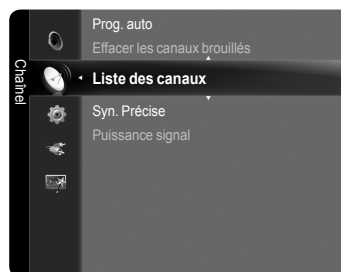 Chaînel
Prog. auto
Effacer les canaux brouillés
Liste des canaux
Syn. Précise
Puissance signal